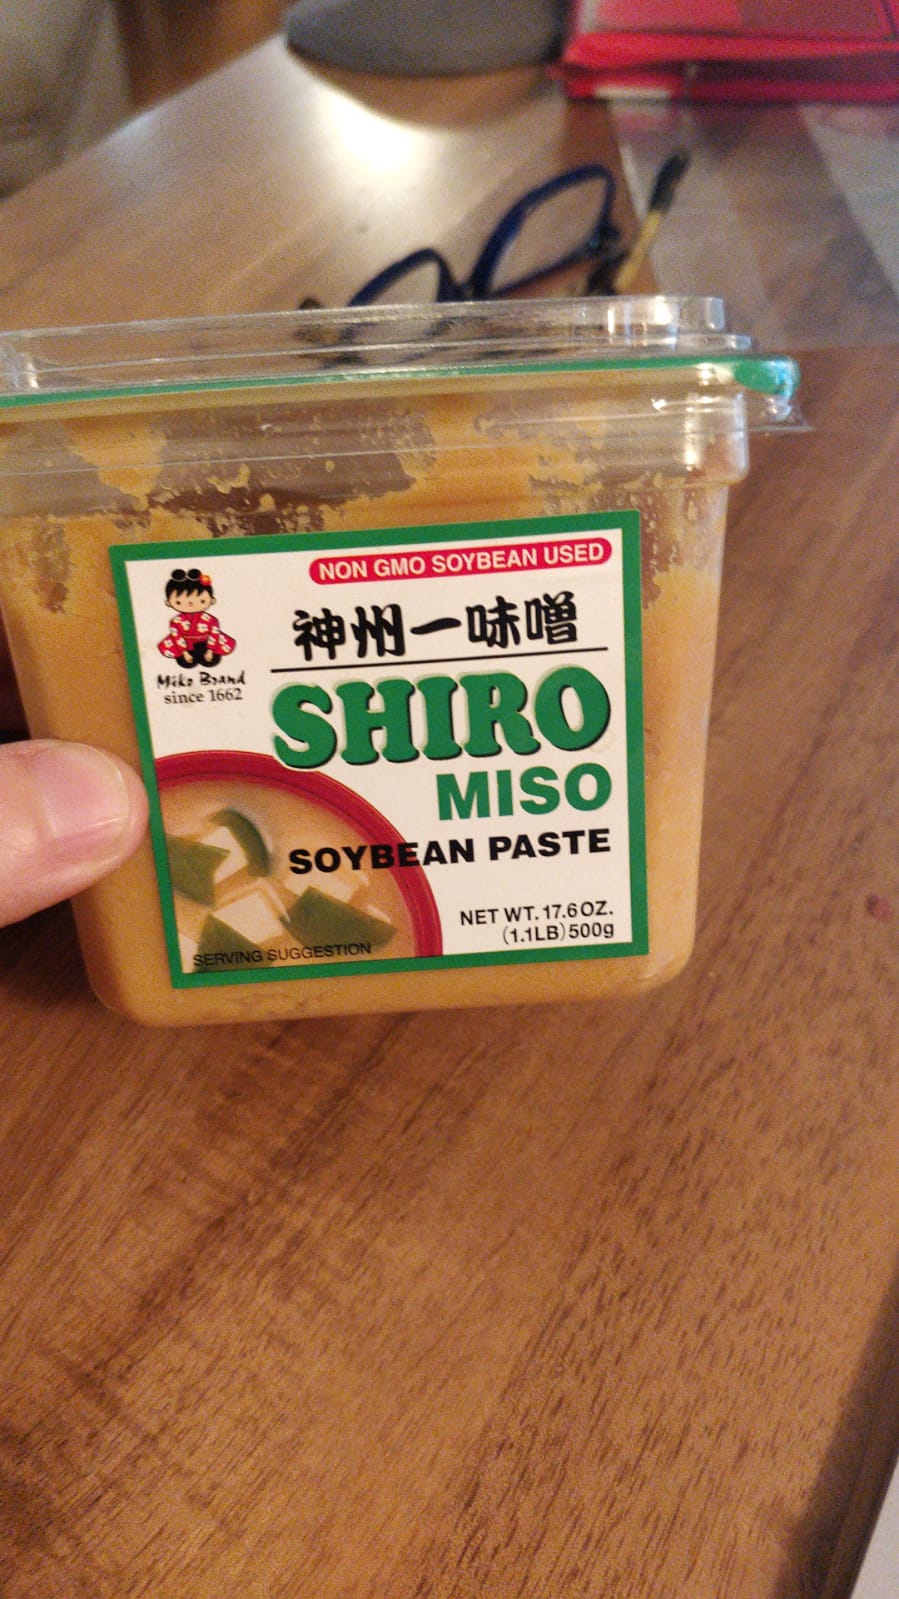 NON GMO SOYBEAN USED
神州一味噌
Miko Brand
since 1662
SHIRO
MISO
SOYBEAN PASTE
NET WT. 17.6 OZ.
(1.1LB) 500g
SERVING SUGGESTION